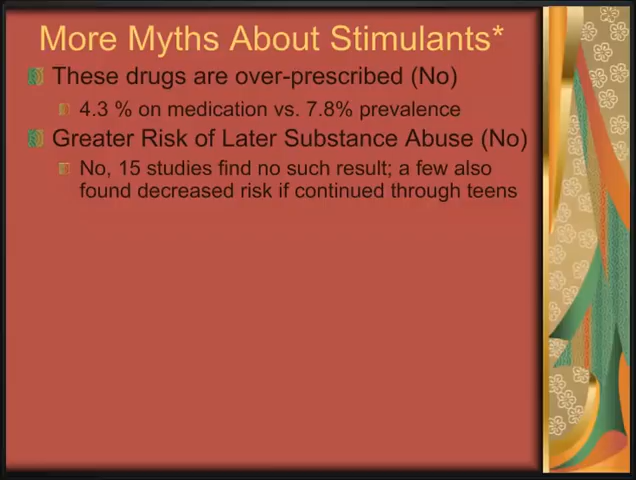 More Myths About Stimulants*
These drugs are over-prescribed (No)
4.3 % on medication vs. 7.8% prevalence
Greater Risk of Later Substance Abuse (No)
No, 15 studies find no such result; a few also
found decreased risk if continued through teens